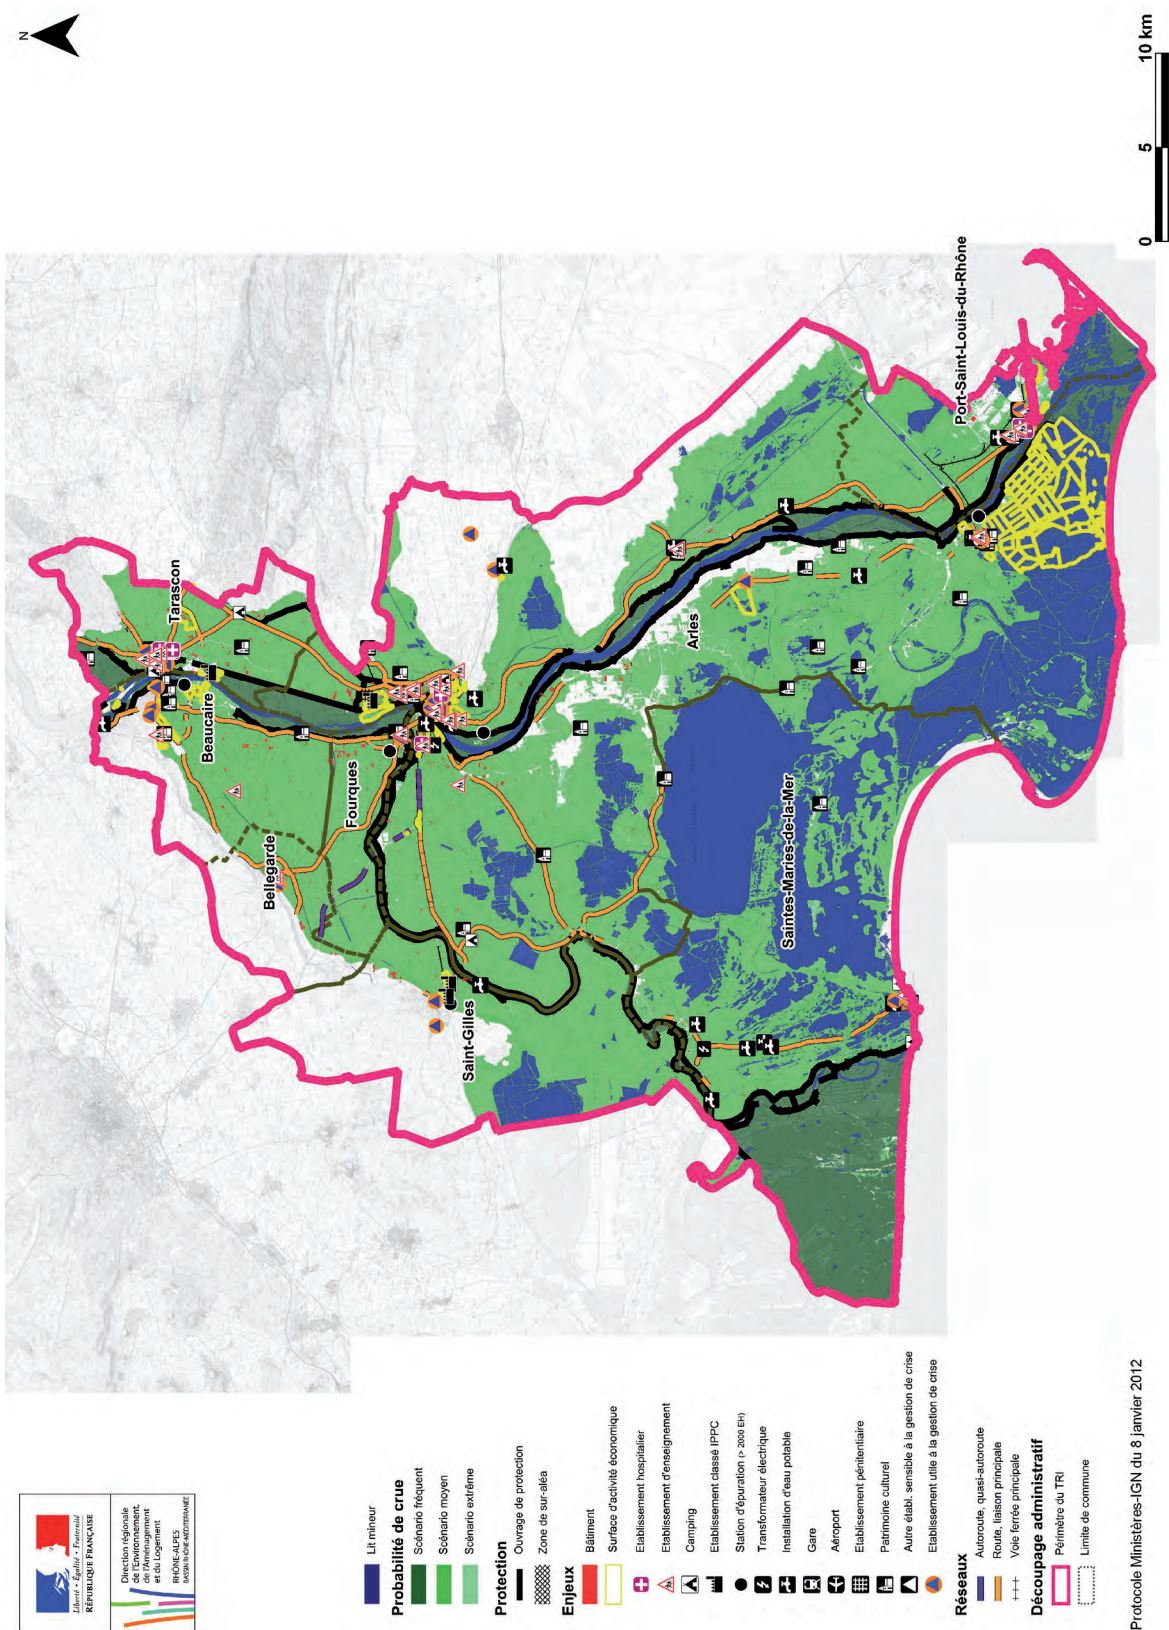 Liberté • Égalité • Fraternité
RÉPUBLIQUE FRANÇAISE
Direction régionale
de l'Environnement,
de l'Aménagement
et du Logement
RHÔNE-ALPES
BASSIN RHÔNE-MÉDITERRANÉE
N
Lit mineur
Probabilité de crue
Scénario fréquent
Scénario moyen
Scénario extrême
Protection
Ouvrage de protection
Zone de sur-aléa
Enjeux
Bâtiment
Surface d'activité économique
Etablissement hospitalier
Etablissement d'enseignement
Camping
Etablissement classé IPPC
Station d'épuration (> 2000 EH)
Transformateur électrique
Installation d'eau potable
Gare
Aéroport
Etablissement pénitentiaire
Patrimoine culturel
Autre établ. sensible à la gestion de crise
Etablissement utile à la gestion de crise
Réseaux
Autoroute, quasi-autoroute
Route, liaison principale
Voie ferrée principale
Découpage administratif
Périmètre du TRI
Limite de commune
Protocole Ministères-IGN du 8 janvier 2012
Tarascon
Beaucaire
Fourques
Bellegarde
Saint-Gilles
Arles
Saintes-Maries-de-la-Mer
Port-Saint-Louis-du-Rhône
0 5 10 km